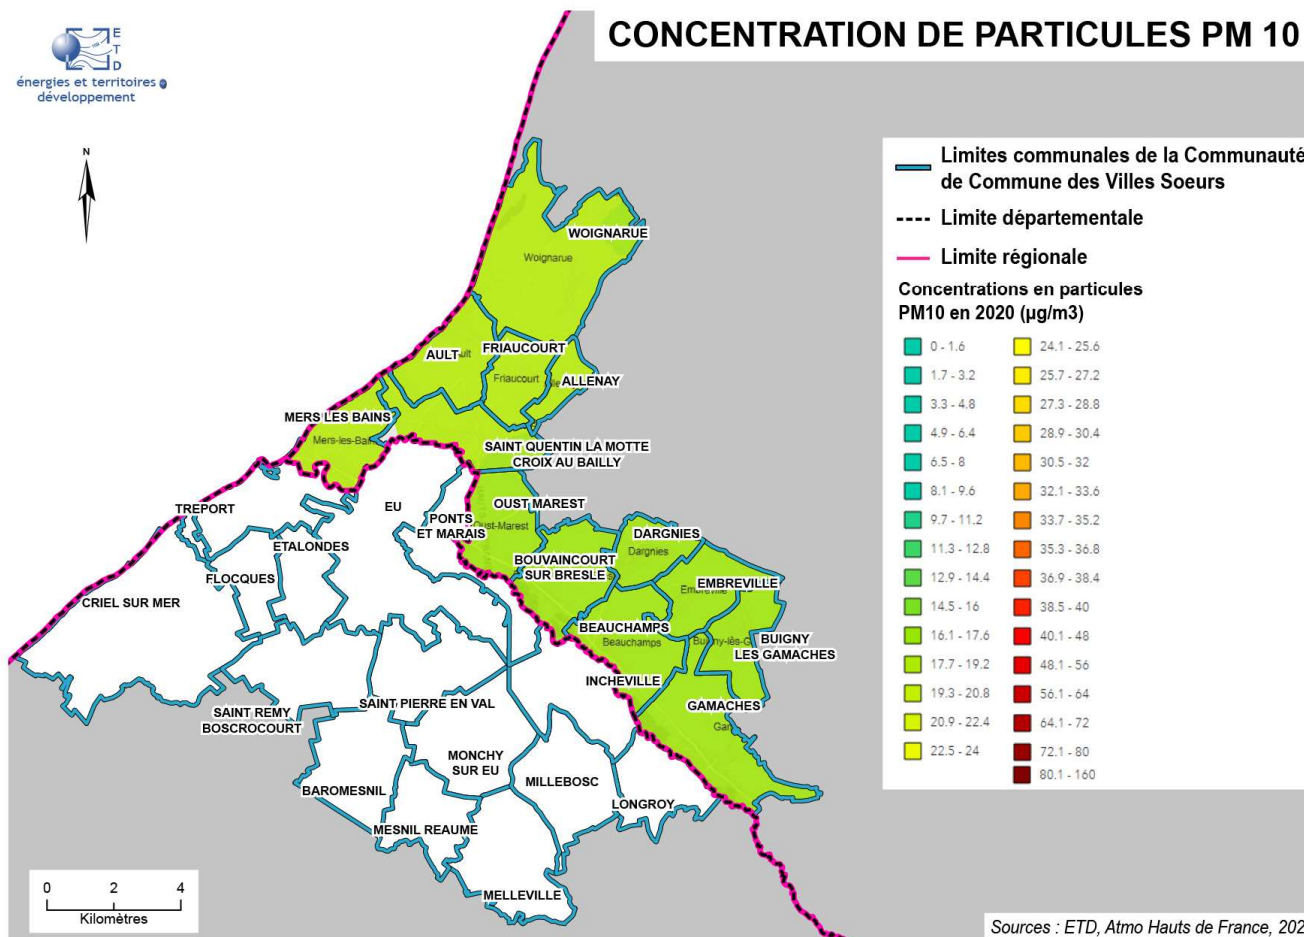 CONCENTRATION DE PARTICULES PM 10
E
T
D
énergies et territoires
développement
N
Limites communales de la Communauté
de Commune des Villes Soeurs
Limite départementale
Limite régionale
Concentrations en particules
PM10 en 2020 (µg/m3)
0 - 1.6
1.7 - 3.2
3.3 - 4.8
4.9 - 6.4
6.5 - 8
8.1 - 9.6
9.7 - 11.2
11.3 - 12.8
12.9 - 14.4
14.5 - 16
16.1 - 17.6
17.7 - 19.2
19.3 - 20.8
20.9 - 22.4
22.5 - 24
24.1 - 25.6
25.7 - 27.2
27.3 - 28.8
28.9 - 30.4
30.5 - 32
32.1 - 33.6
33.7 - 35.2
35.3 - 36.8
36.9 - 38.4
38.5 - 40
40.1 - 48
48.1 - 56
56.1 - 64
64.1 - 72
72.1 - 80
80.1 - 160
WOIGNARUE
Woignarue
AULT
FRIAUCOURT
Friaucourt
ALLENAY
MERS LES BAINS
Mers-les-Bains
SAINT QUENTIN LA MOTTE
CROIX AU BAILLY
TREPORT
EU
PONTS
ET MARAIS
OUST MAREST
Oust-Marest
ETALONDES
FLOCQUES
CRIEL SUR MER
DARGNIES
Dargnies
BOUVAINCOURT
SUR BRESLE
EMBREVILLE
Embreville
BEAUCHAMPS
Beauchamps
BUIGNY
LES GAMACHES
INCHEVILLE
GAMACHES
SAINT REMY
BOSCROCOURT
SAINT PIERRE EN VAL
MONCHY
SUR EU
MILLEBOSC
BAROMESNIL
LONGROY
MESNIL REAUME
MELLEVILLE
0 2 4
Kilomètres
Sources : ETD, Atmo Hauts de France, 202